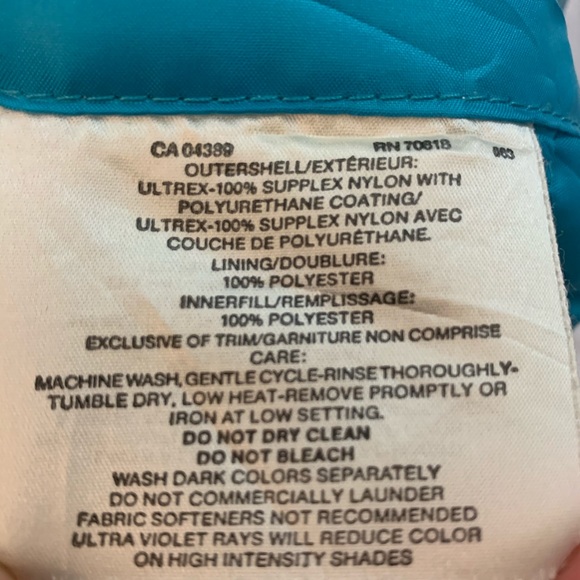 CA 04389 RN 70618 063
OUTERSHELL/EXTÉRIEUR:
ULTREX-100% SUPPLEX NYLON WITH
POLYURETHANE COATING/
ULTREX-100% SUPPLEX NYLON AVEC
COUCHE DE POLYURÉTHANE.
LINING/DOUBLURE:
100% POLYESTER
INNERFILL/REMPLISSAGE:
100% POLYESTER
EXCLUSIVE OF TRIM/GARNITURE NON COMPRISE
CARE:
MACHINE WASH, GENTLE CYCLE-RINSE THOROUGHLY-
TUMBLE DRY, LOW HEAT-REMOVE PROMPTLY OR
IRON AT LOW SETTING.
DO NOT DRY CLEAN
DO NOT BLEACH
WASH DARK COLORS SEPARATELY
DO NOT COMMERCIALLY LAUNDER
FABRIC SOFTENERS NOT RECOMMENDED
ULTRA VIOLET RAYS WILL REDUCE COLOR
ON HIGH INTENSITY SHADES